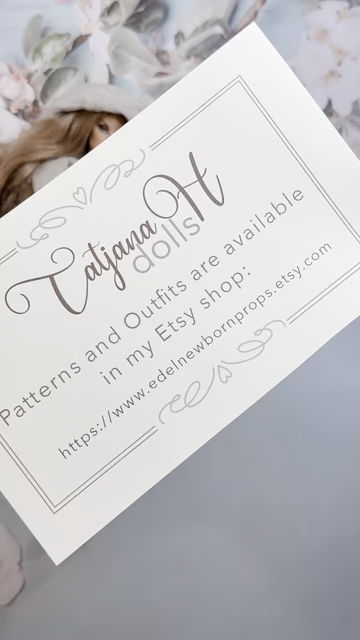 Tatjana H
dolls
Patterns and Outfits are available
in my Etsy shop:
https://www.edelnewbornprops.etsy.com